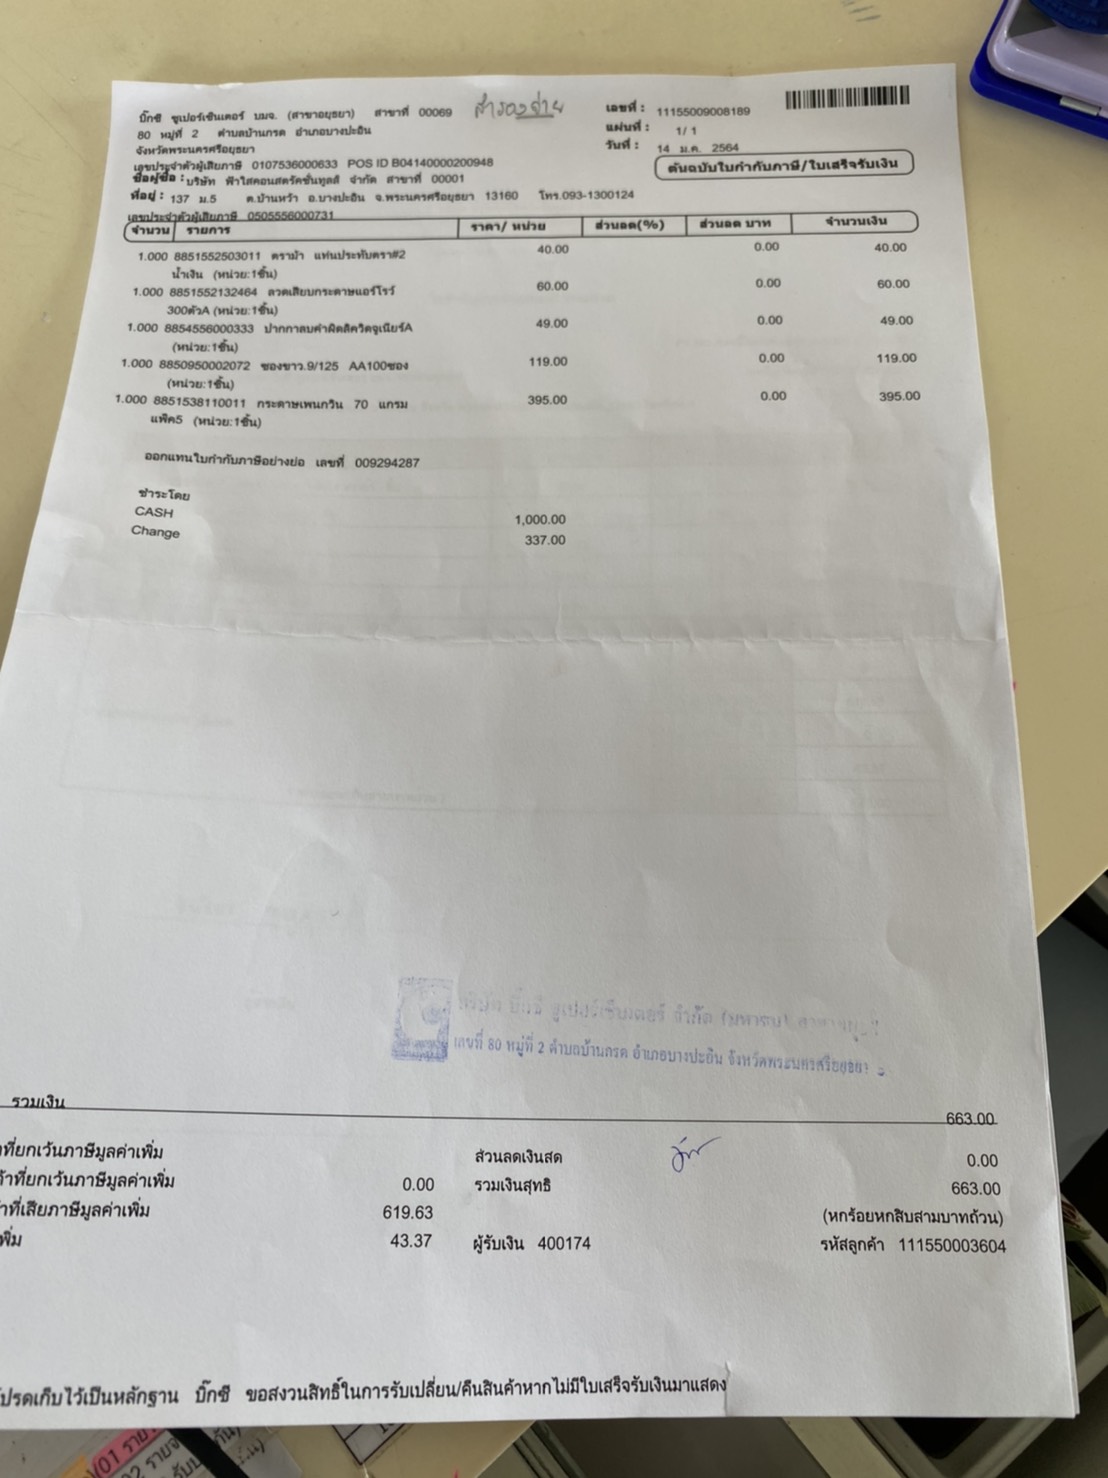 บิ๊กซี ซูเปอร์เซ็นเตอร์ บมจ. (สาขาอยุธยา) สาขาที่ 00069 สำรองจ่าย
80 หมู่ที่ 2 ตำบลบ้านกรด อำเภอบางปะอิน
จังหวัดพระนครศรีอยุธยา
เลขประจำตัวผู้เสียภาษี 0107536000633 POS ID B04140000200948
เลขที่ : 11155009008189
แผ่นที่ : 1/ 1
วันที่ : 14 ม.ค. 2564
ต้นฉบับใบกำกับภาษี/ใบเสร็จรับเงิน
ชื่อผู้ซื้อ : บริษัท ฟ้าใสคอนสตรัคชั่นทูลส์ จำกัด สาขาที่ 00001
ที่อยู่ : 137 ม.5 ต.บ้านหว้า อ.บางปะอิน จ.พระนครศรีอยุธยา 13160 โทร.093-1300124
เลขประจำตัวผู้เสียภาษี 0505556000731
จำนวน รายการ ราคา/ หน่วย ส่วนลด(%) ส่วนลด บาท จำนวนเงิน
1.000 8851552503011 ตราม้า แท่นประทับตรา#2 40.00 0.00 40.00
น้ำเงิน (หน่วย:1ชิ้น)
1.000 8851552132464 ลวดเสียบกระดาษแอร์โรว์ 60.00 0.00 60.00
300ตัวA (หน่วย:1ชิ้น)
1.000 8854556000333 ปากกาลบคำผิดลิควิดจูเนียร์A 49.00 0.00 49.00
(หน่วย:1ชิ้น)
1.000 8850950002072 ซองขาว.9/125 AA100ซอง 119.00 0.00 119.00
(หน่วย:1ชิ้น)
1.000 8851538110011 กระดาษเพนกวิน 70 แกรม 395.00 0.00 395.00
แพ็ค5 (หน่วย:1ชิ้น)
ออกแทนใบกำกับภาษีอย่างย่อ เลขที่ 009294287
ชำระโดย
CASH 1,000.00
Change 337.00
บริษัท บิ๊กซี ซูเปอร์เซ็นเตอร์ จำกัด (มหาชน)
เลขที่ 80 หมู่ที่ 2 ตำบลบ้านกรด อำเภอบางปะอิน จังหวัดพระนครศรีอยุธยา
รวมเงิน 663.00
ที่ยกเว้นภาษีมูลค่าเพิ่ม ส่วนลดเงินสด 0.00
ที่ยกเว้นภาษีมูลค่าเพิ่ม 0.00 รวมเงินสุทธิ 663.00
ที่เสียภาษีมูลค่าเพิ่ม 619.63 (หกร้อยหกสิบสามบาทถ้วน)
เพิ่ม 43.37 ผู้รับเงิน 400174 รหัสลูกค้า 111550003604
โปรดเก็บไว้เป็นหลักฐาน บิ๊กซี ขอสงวนสิทธิ์ในการรับเปลี่ยน/คืนสินค้าหากไม่มีใบเสร็จรับเงินมาแสดง